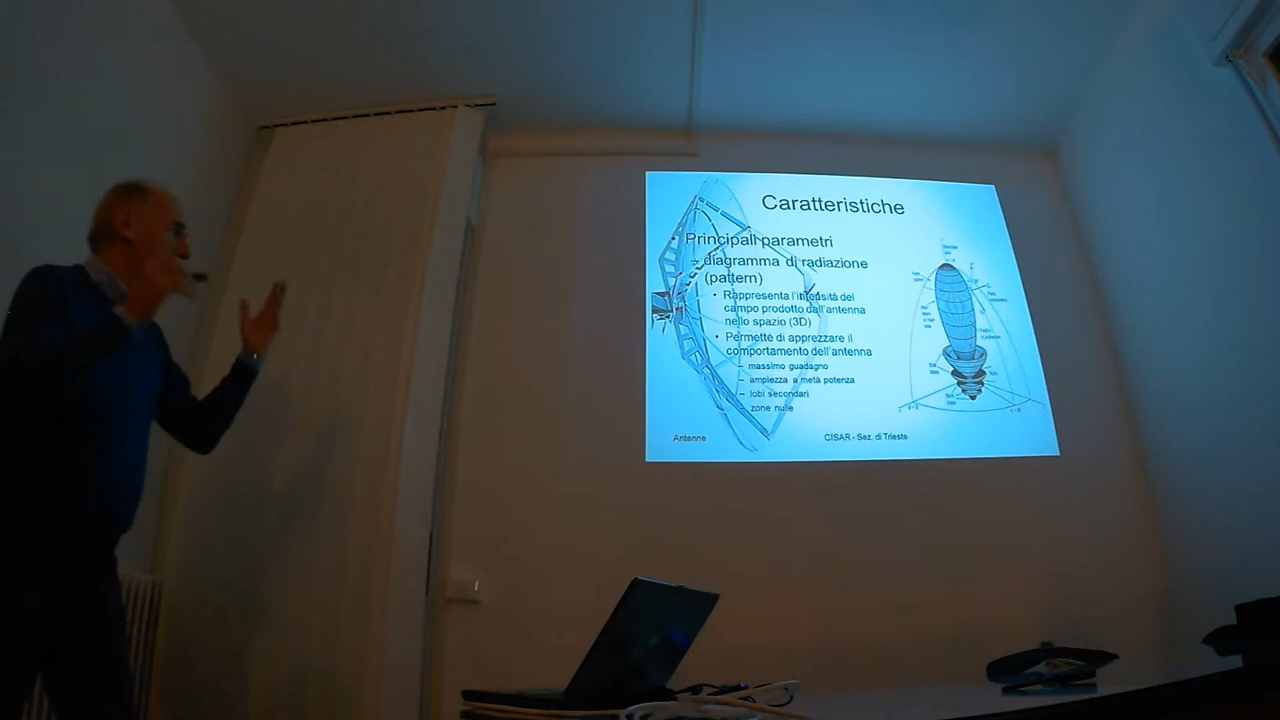 Caratteristiche
• Principali parametri
– diagramma di radiazione
(pattern)
• Rappresenta l'intensità del
campo prodotto dall'antenna
nello spazio (3D)
• Permette di apprezzare il
comportamento dell'antenna
– massimo guadagno
– ampiezza a metà potenza
– lobi secondari
– zone nulle
Antenne
CISAR - Sez. di Trieste